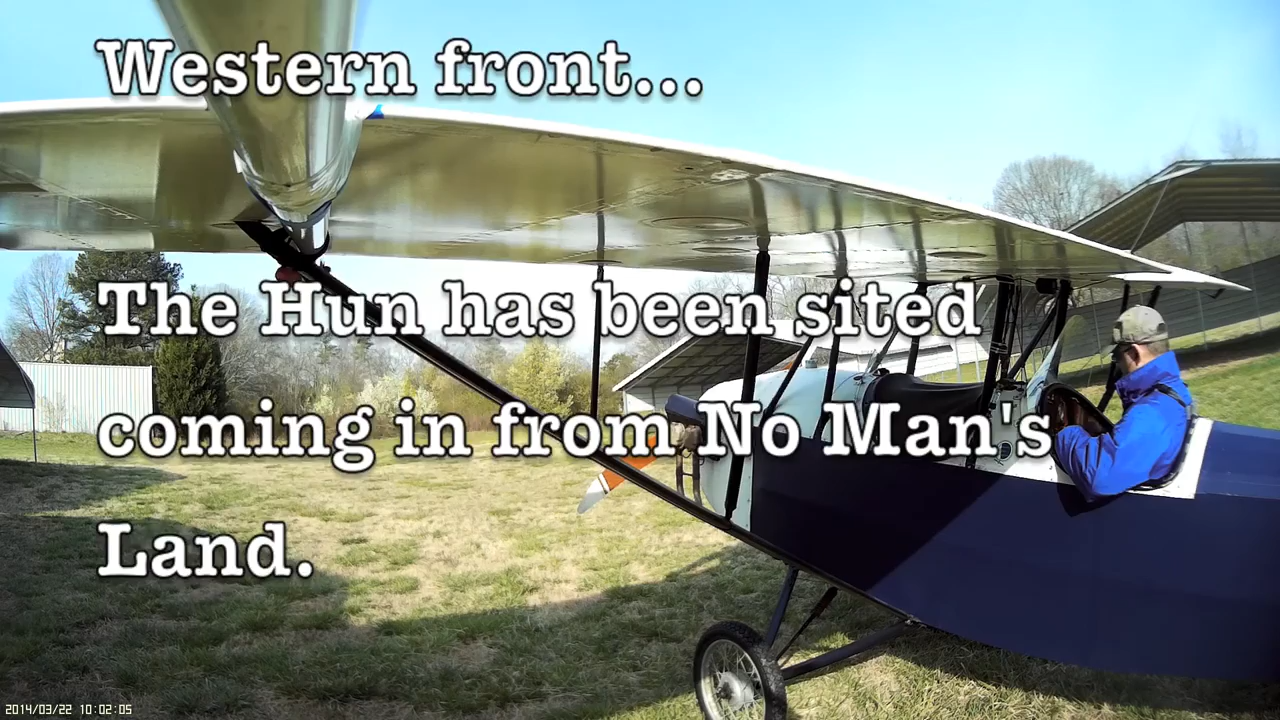 Western front...
The Hun has been sited
coming in from No Man's
Land.
2014/03/22 10:02:05